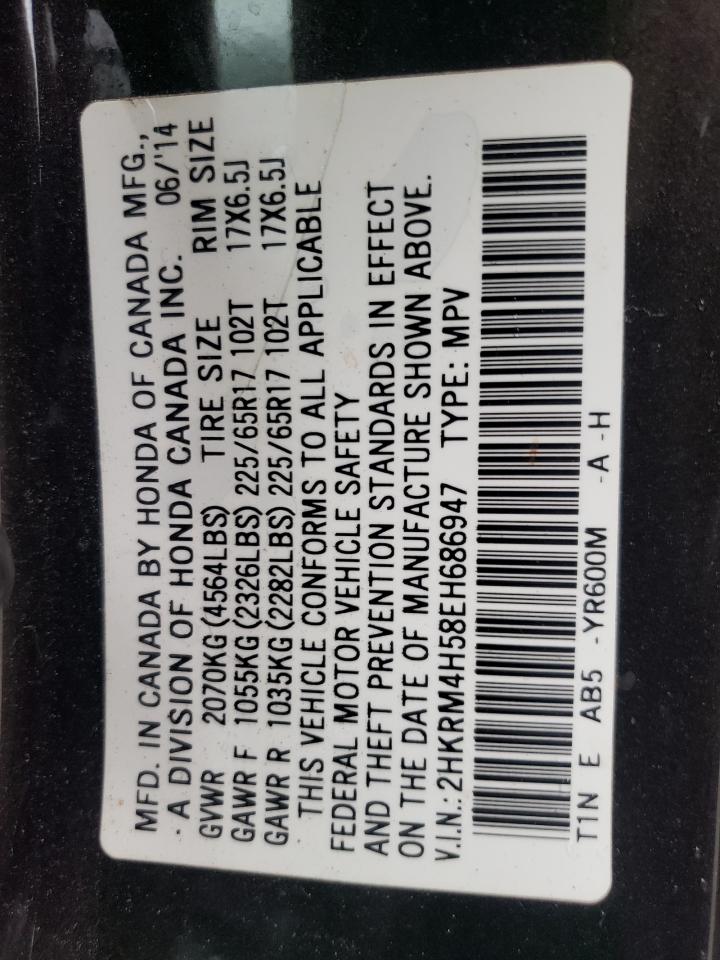 MFD. IN CANADA BY HONDA OF CANADA MFG.,
A DIVISION OF HONDA CANADA INC. 06/'14
GVWR 2070KG (4564LBS) TIRE SIZE RIM SIZE
GAWR F 1055KG (2326LBS) 225/65R17 102T 17X6.5J
GAWR R 1035KG (2282LBS) 225/65R17 102T 17X6.5J
THIS VEHICLE CONFORMS TO ALL APPLICABLE
FEDERAL MOTOR VEHICLE SAFETY
AND THEFT PREVENTION STANDARDS IN EFFECT
ON THE DATE OF MANUFACTURE SHOWN ABOVE.
V.I.N.: 2HKRM4H58EH686947 TYPE: MPV
T1N E AB5 -YR600M -A -H